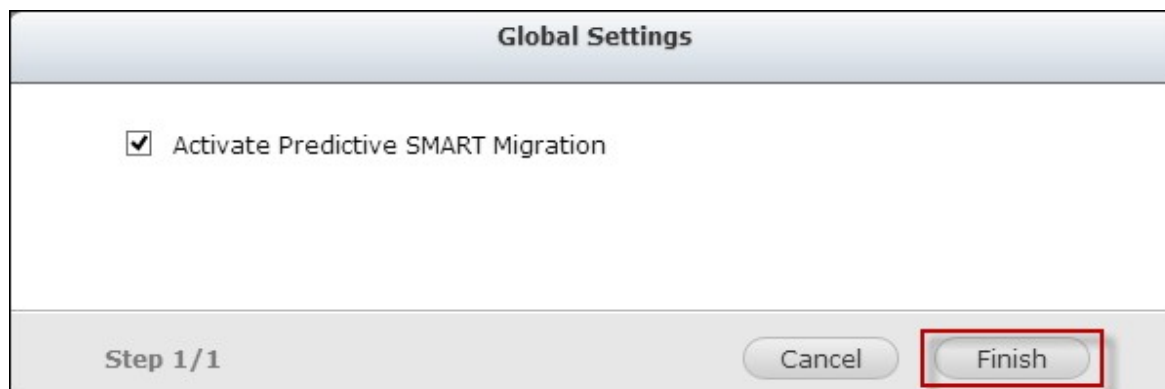 Global Settings
Activate Predictive SMART Migration
Step 1/1 Cancel Finish